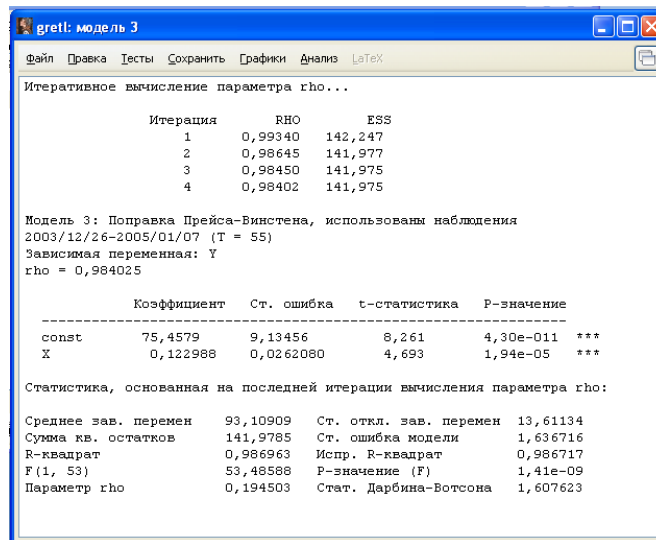 gretl: модель 3
Файл Правка Тесты Сохранить Графики Анализ LaTeX
Итеративное вычисление параметра rho...
Итерация RHO ESS
1 0,99340 142,247
2 0,98645 141,977
3 0,98450 141,975
4 0,98402 141,975
Модель 3: Поправка Прейса-Винстена, использованы наблюдения
2003/12/26-2005/01/07 (T = 55)
Зависимая переменная: Y
rho = 0,984025
Коэффициент Ст. ошибка t-статистика P-значение
const 75,4579 9,13456 8,261 4,30e-011 ***
X 0,122988 0,0262080 4,693 1,94e-05 ***
Статистика, основанная на последней итерации вычисления параметра rho:
Среднее зав. перемен 93,10909 Ст. откл. зав. перемен 13,61134
Сумма кв. остатков 141,9785 Ст. ошибка модели 1,636716
R-квадрат 0,986963 Испр. R-квадрат 0,986717
F(1, 53) 53,48588 P-значение (F) 1,41e-09
Параметр rho 0,194503 Стат. Дарбина-Вотсона 1,607623